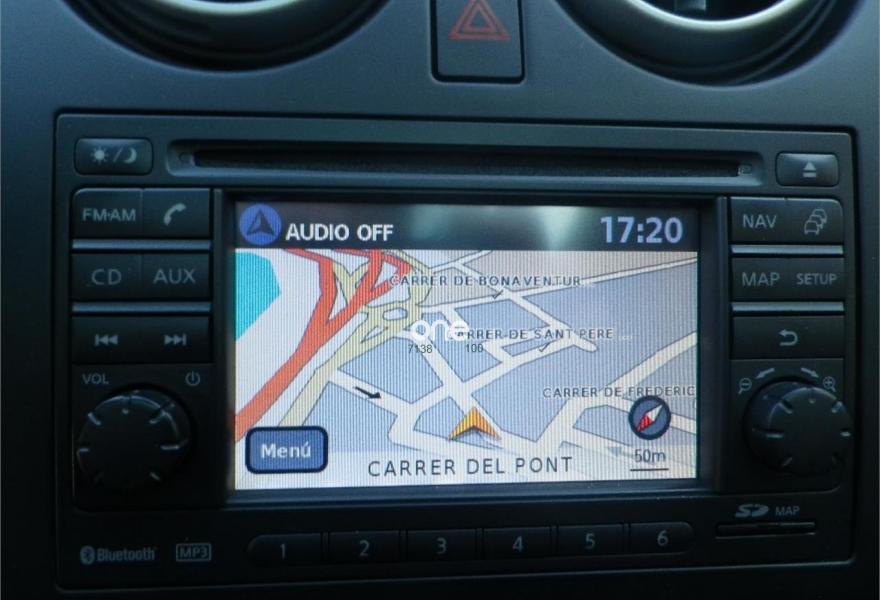 FM·AM
CD AUX
VOL
AUDIO OFF 17:20
CARRER DE BONAVENTUR
one
CARRER DE SANT PERE
7138 106
CARRER DE FREDERIC
Menú
CARRER DEL PONT
50m
NAV
MAP SETUP
SD MAP
Bluetooth MP3
1 2 3 4 5 6